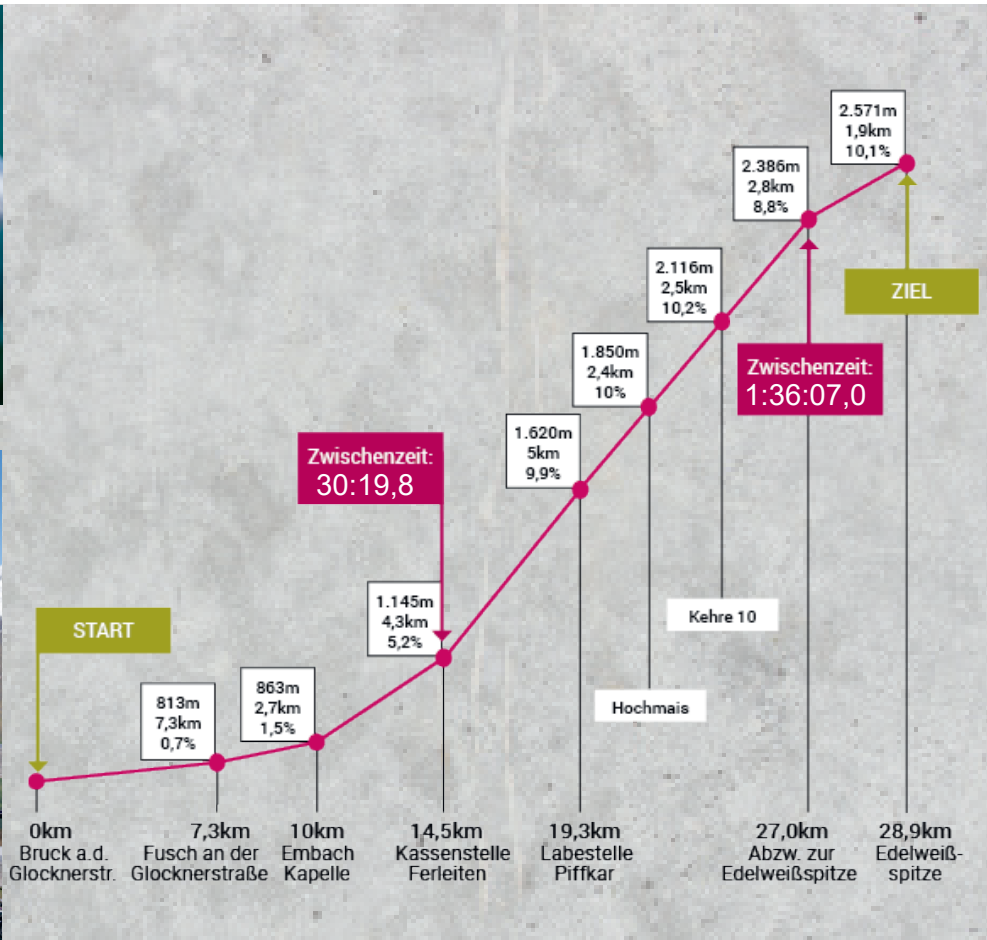 2.571m
1,9km
10,1%
2.386m
2,8km
8,8%
ZIEL
2.116m
2,5km
10,2%
1.850m
2,4km
10%
Zwischenzeit:
1:36:07,0
1.620m
5km
9,9%
Zwischenzeit:
30:19,8
1.145m
4,3km
5,2%
START
Kehre 10
863m
2,7km
1,5%
813m
7,3km
0,7%
Hochmais
0km
Bruck a.d.
Glocknerstr.
7,3km
Fusch an der
Glocknerstraße
10km
Embach
Kapelle
14,5km
Kassenstelle
Ferleiten
19,3km
Labestelle
Piffkar
27,0km
Abzw. zur
Edelweißspitze
28,9km
Edelweiß-
spitze